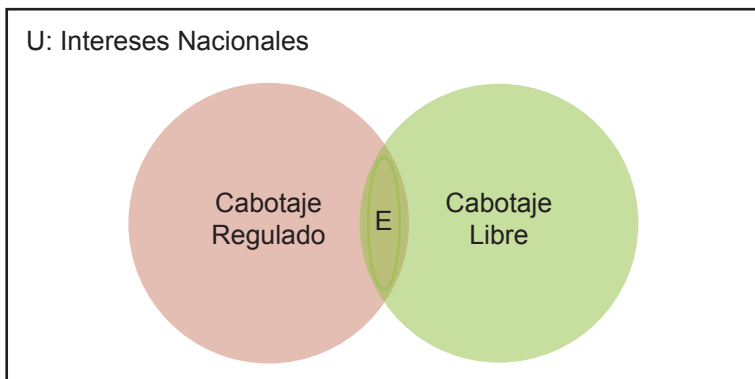 U: Intereses Nacionales
Cabotaje
Regulado
E
Cabotaje
Libre